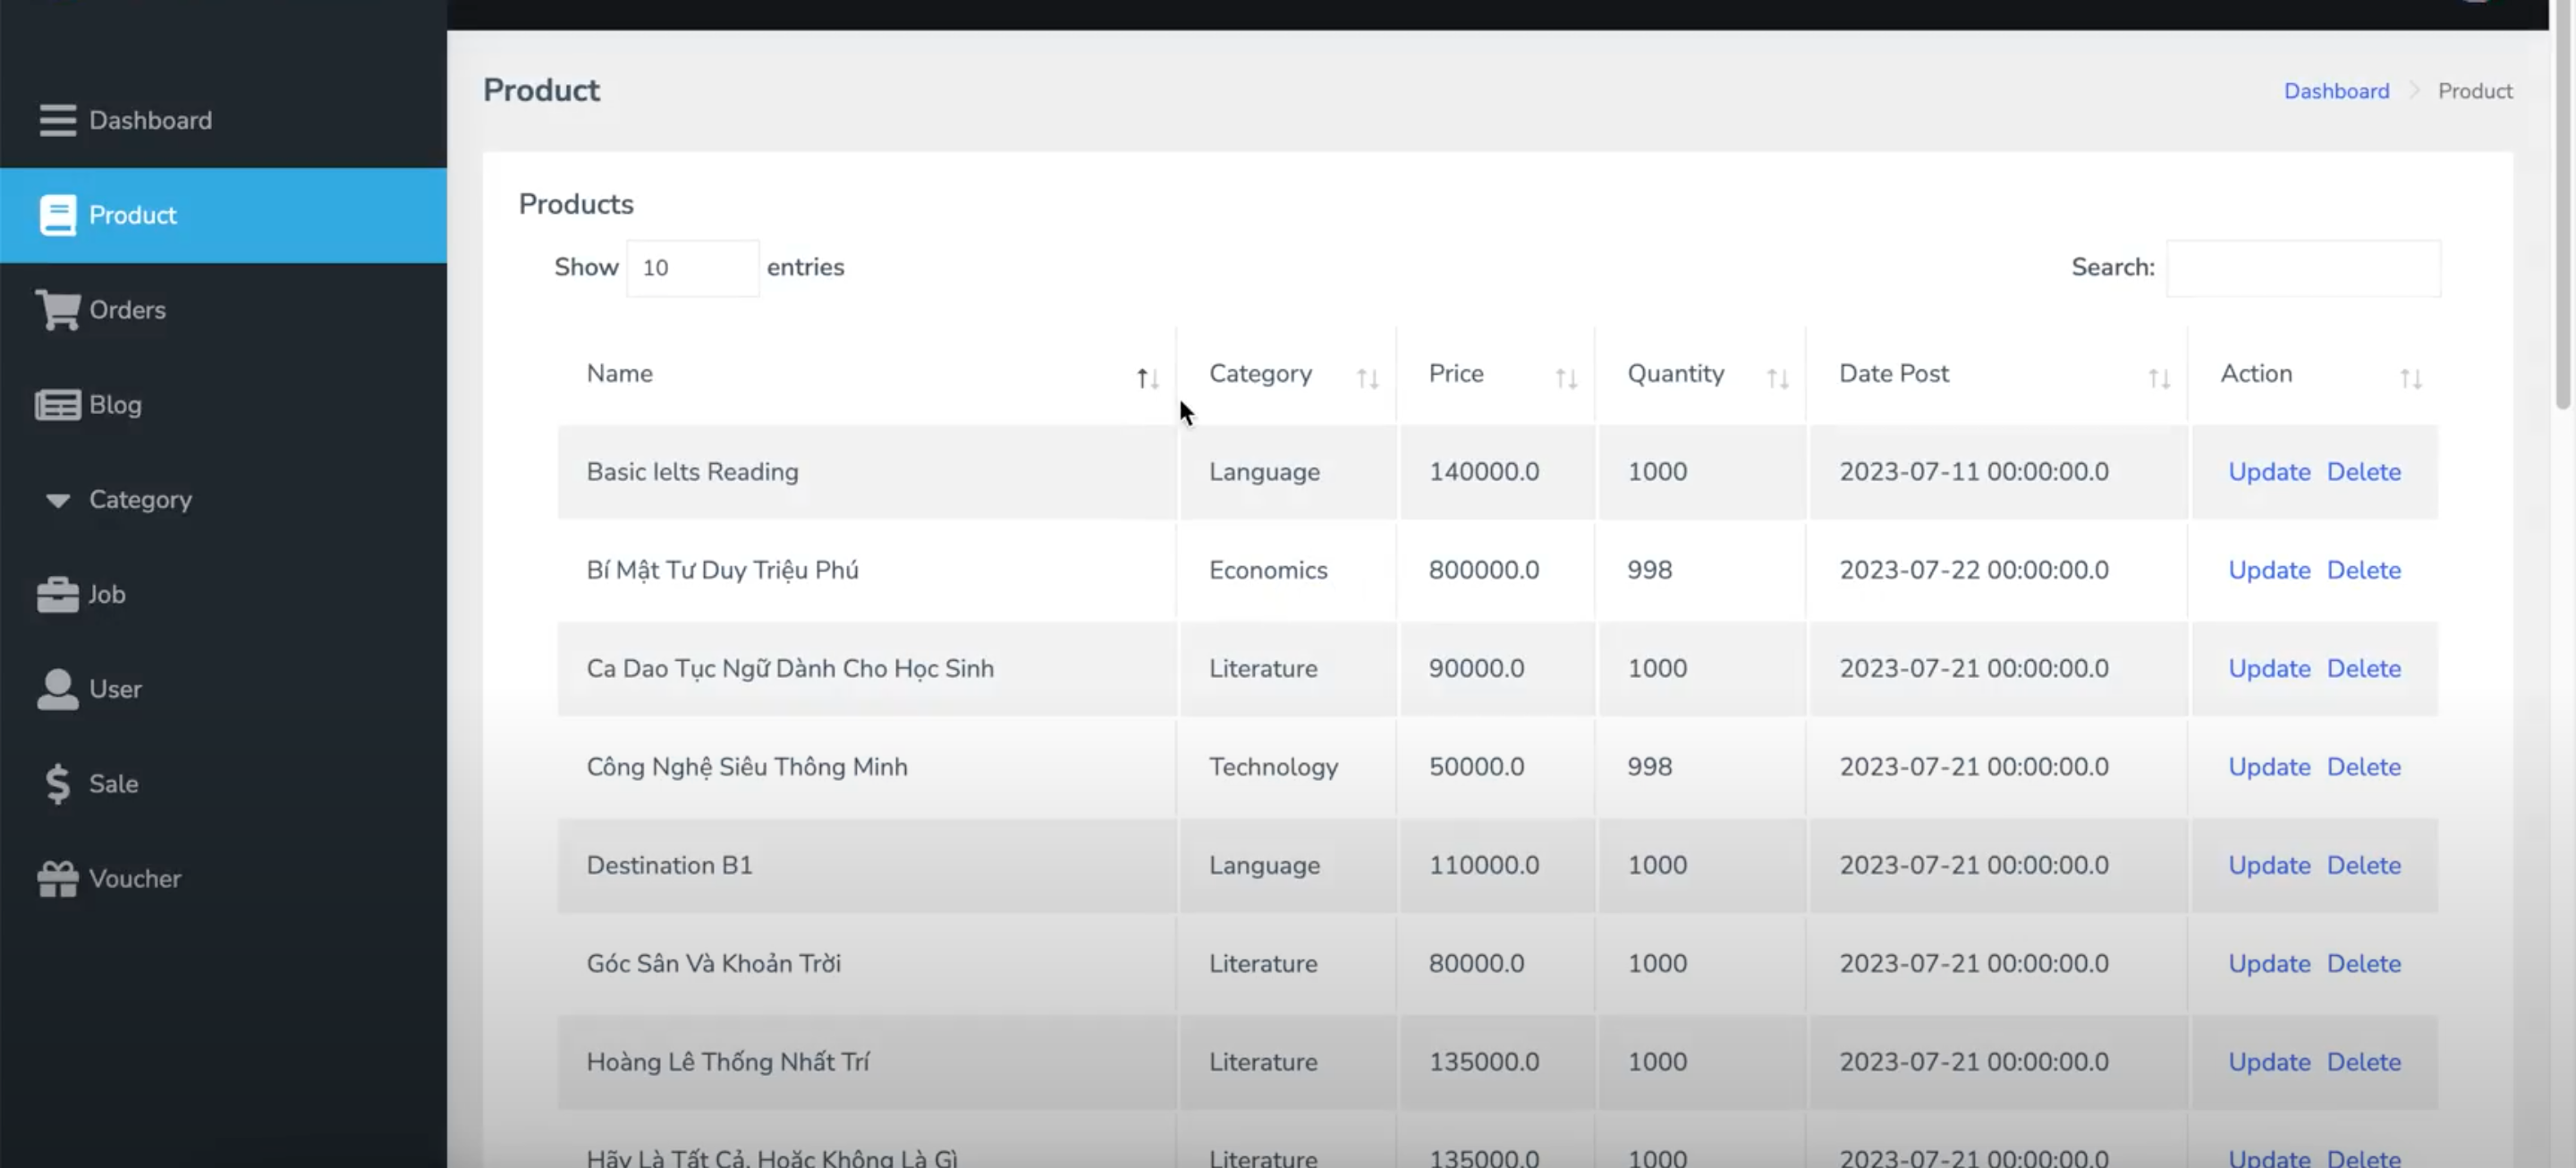 Dashboard
Product
Orders
Blog
Category
Job
User
Sale
Voucher
Product
Dashboard Product
Products
Show 10 entries Search:
Name Category Price Quantity Date Post Action
Basic Ielts Reading Language 140000.0 1000 2023-07-11 00:00:00.0 Update Delete
Bí Mật Tư Duy Triệu Phú Economics 800000.0 998 2023-07-22 00:00:00.0 Update Delete
Ca Dao Tục Ngữ Dành Cho Học Sinh Literature 90000.0 1000 2023-07-21 00:00:00.0 Update Delete
Công Nghệ Siêu Thông Minh Technology 50000.0 998 2023-07-21 00:00:00.0 Update Delete
Destination B1 Language 110000.0 1000 2023-07-21 00:00:00.0 Update Delete
Góc Sân Và Khoản Trời Literature 80000.0 1000 2023-07-21 00:00:00.0 Update Delete
Hoàng Lê Thống Nhất Trí Literature 135000.0 1000 2023-07-21 00:00:00.0 Update Delete
Hãy Là Tất Cả, Hoặc Không Là Gì Literature 135000.0 1000 2023-07-21 00:00:00.0 Update Delete